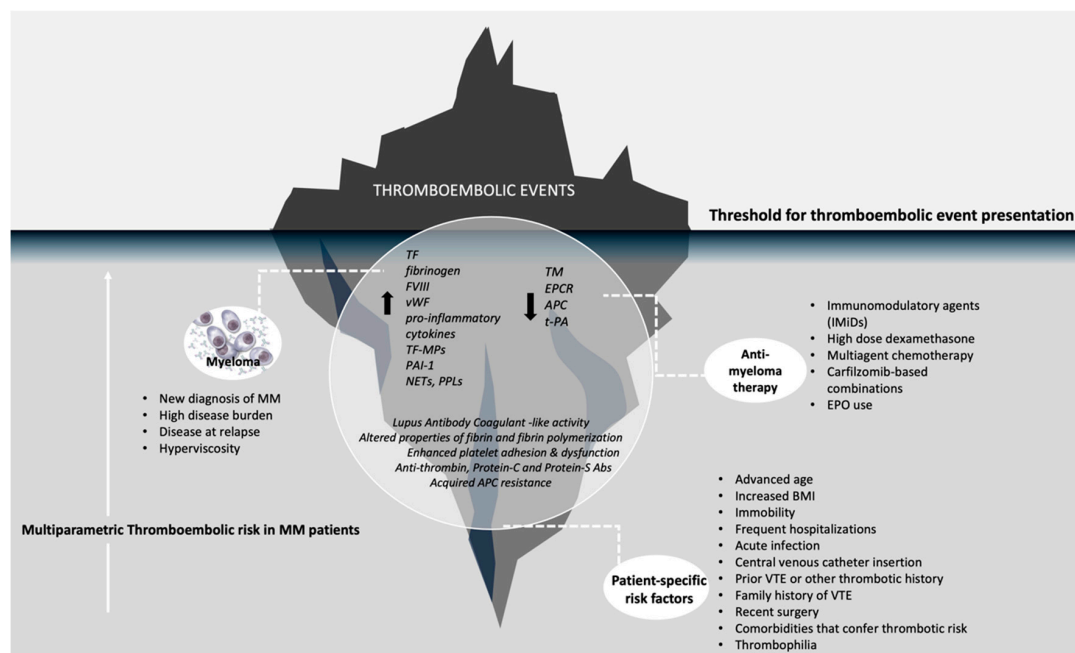 THROMBOEMBOLIC EVENTS
Threshold for thromboembolic event presentation
TF
fibrinogen
FVIII
vWF
pro-inflammatory
cytokines
TF-MPs
PAI-1
NETs, PPLs
TM
EPCR
APC
t-PA
Myeloma
• New diagnosis of MM
• High disease burden
• Disease at relapse
• Hyperviscosity
Anti-
myeloma
therapy
• Immunomodulatory agents
(IMiDs)
• High dose dexamethasone
• Multiagent chemotherapy
• Carfilzomib-based
combinations
• EPO use
Lupus Antibody Coagulant -like activity
Altered properties of fibrin and fibrin polymerization
Enhanced platelet adhesion & dysfunction
Anti-thrombin, Protein-C and Protein-S Abs
Acquired APC resistance
Multiparametric Thromboembolic risk in MM patients
Patient-specific
risk factors
• Advanced age
• Increased BMI
• Immobility
• Frequent hospitalizations
• Acute infection
• Central venous catheter insertion
• Prior VTE or other thrombotic history
• Family history of VTE
• Recent surgery
• Comorbidities that confer thrombotic risk
• Thrombophilia